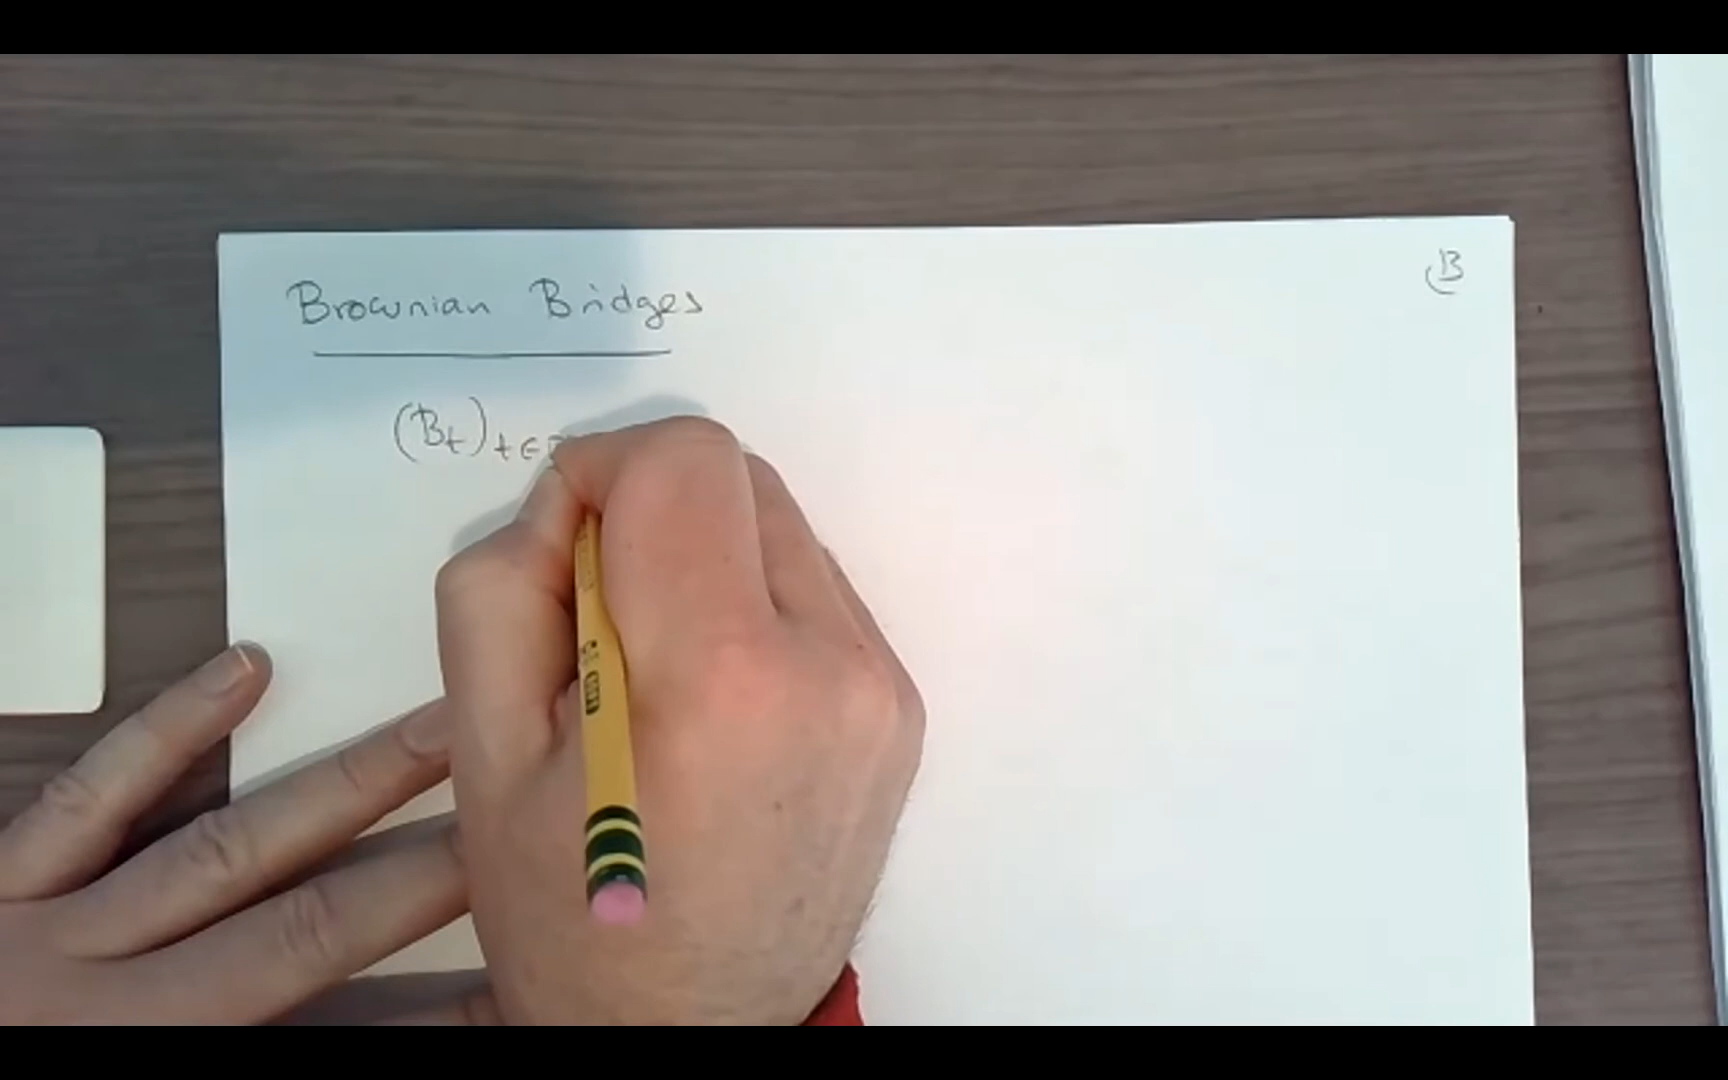 B
Brownian Bridges
(B_t)_{t ∈ [